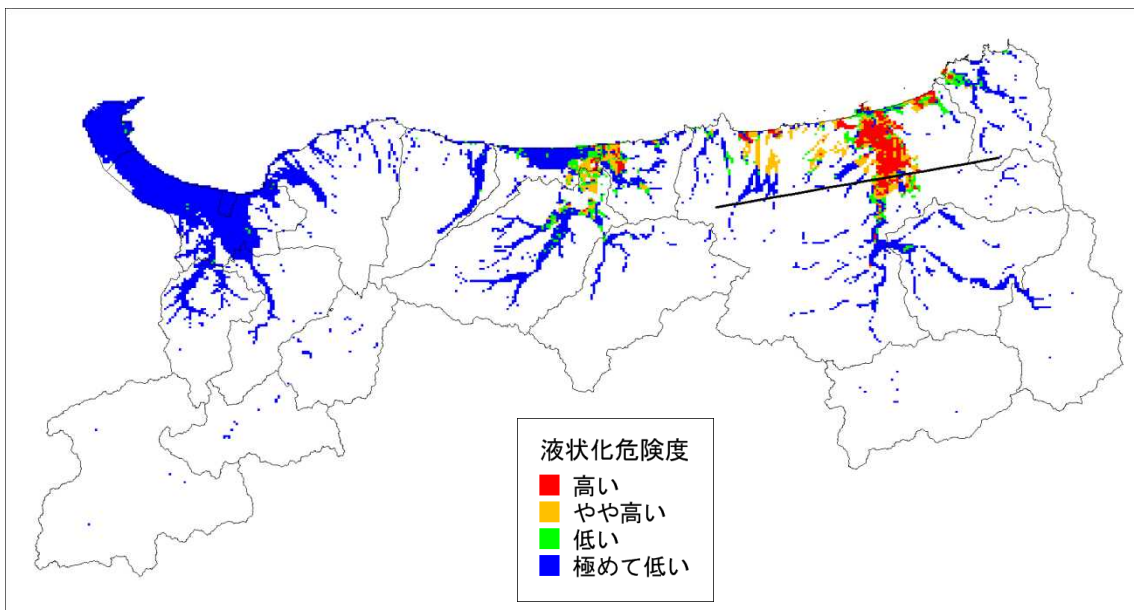 液状化危険度
高い
やや高い
低い
極めて低い